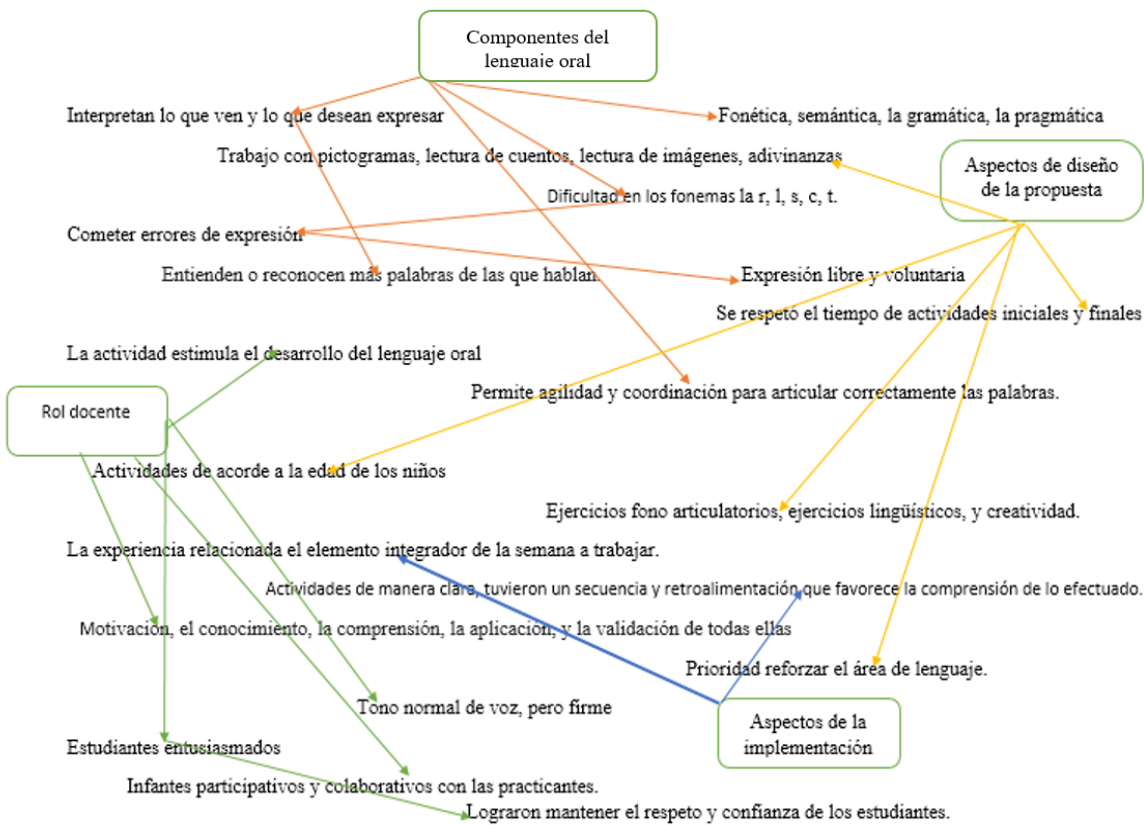 Componentes del
lenguaje oral
Interpretan lo que ven y lo que desean expresar
Fonética, semántica, la gramática, la pragmática
Trabajo con pictogramas, lectura de cuentos, lectura de imágenes, adivinanzas
Aspectos de diseño
de la propuesta
Dificultad en los fonemas la r, l, s, c, t.
Cometer errores de expresión
Entienden o reconocen más palabras de las que hablan.
Expresión libre y voluntaria
Se respetó el tiempo de actividades iniciales y finales
La actividad estimula el desarrollo del lenguaje oral
Permite agilidad y coordinación para articular correctamente las palabras.
Rol docente
Actividades de acorde a la edad de los niños
Ejercicios fono articulatorios, ejercicios lingüísticos, y creatividad.
La experiencia relacionada el elemento integrador de la semana a trabajar.
Actividades de manera clara, tuvieron un secuencia y retroalimentación que favorece la comprensión de lo efectuado.
Motivación, el conocimiento, la comprensión, la aplicación, y la validación de todas ellas
Prioridad reforzar el área de lenguaje.
Tono normal de voz, pero fírme
Aspectos de la
implementación
Estudiantes entusiasmados
Infantes participativos y colaborativos con las practicantes.
Lograron mantener el respeto y confianza de los estudiantes.